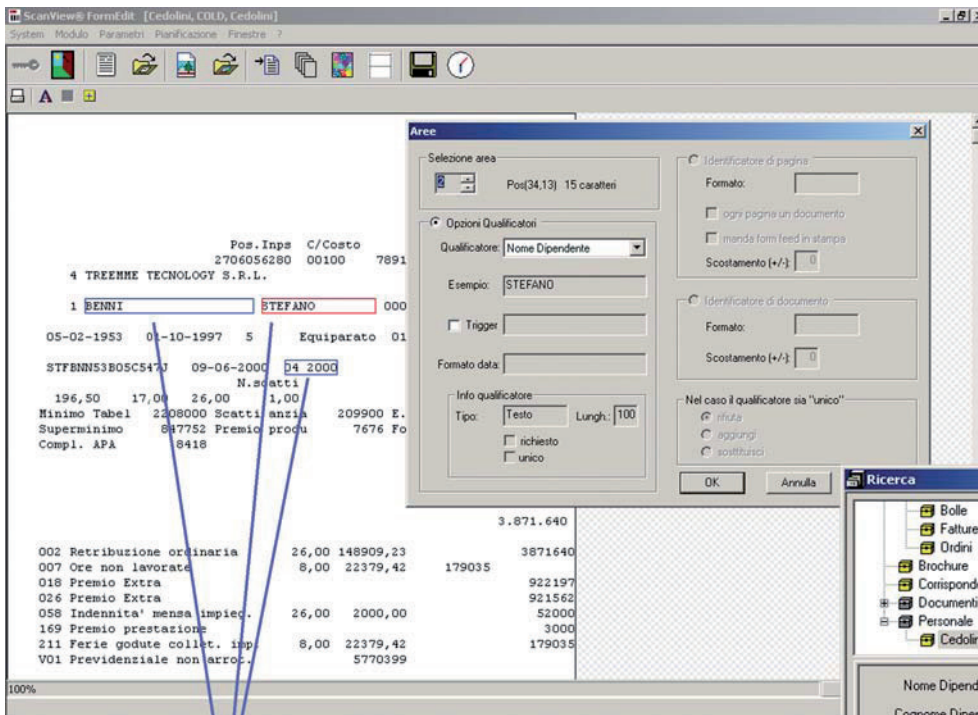 ScanView® FormEdit [Cedolini, COLD, Cedolini]
System Modulo Parametri Pianificazione Finestre ?
A
Pos.Inps C/Costo
2706056280 00100 7891
4 TREEMME TECNOLOGY S.R.L.
1 BENNI STEFANO 000
05-02-1953 01-10-1997 5 Equiparato 01
STFBNN53B05C547J 09-06-2000 04 2000
N.scatti
196,50 17,00 26,00 1,00
Minimo Tabel 2208000 Scatti anzia 209900 E.
Superminimo 847752 Premio produ 7676 Fo
Compl. APA 8418
3.871.640
002 Retribuzione ordinaria 26,00 148909,23 3871640
007 Ore non lavorate 8,00 22379,42 179035
018 Premio Extra 922197
026 Premio Extra 921562
058 Indennita' mensa impieg. 26,00 2000,00 52000
169 Premio prestazione 3000
211 Ferie godute collet. imp. 8,00 22379,42 179035
V01 Previdenziale non arrot. 5770399
100%
Aree
Selezione area
2 Pos(34,13) 15 caratteri
Opzioni Qualificatori
Qualificatore: Nome Dipendente
Esempio: STEFANO
Trigger
Formato data:
Info qualificatore
Tipo: Testo Lungh.: 100
richiesto
unico
Identificatore di pagina
Formato:
ogni pagina un documento
manda form feed in stampa
Scostamento (+/-): 0
Identificatore di documento
Formato:
Scostamento (+/-): 0
Nel caso il qualificatore sia "unico"
rifiuta
aggiungi
sostituisci
OK Annulla
Ricerca
Bolle
Fatture
Ordini
Brochure
Corrispond
Documenti
Personale
Cedolin
Nome Dipend
Cognome Dipen